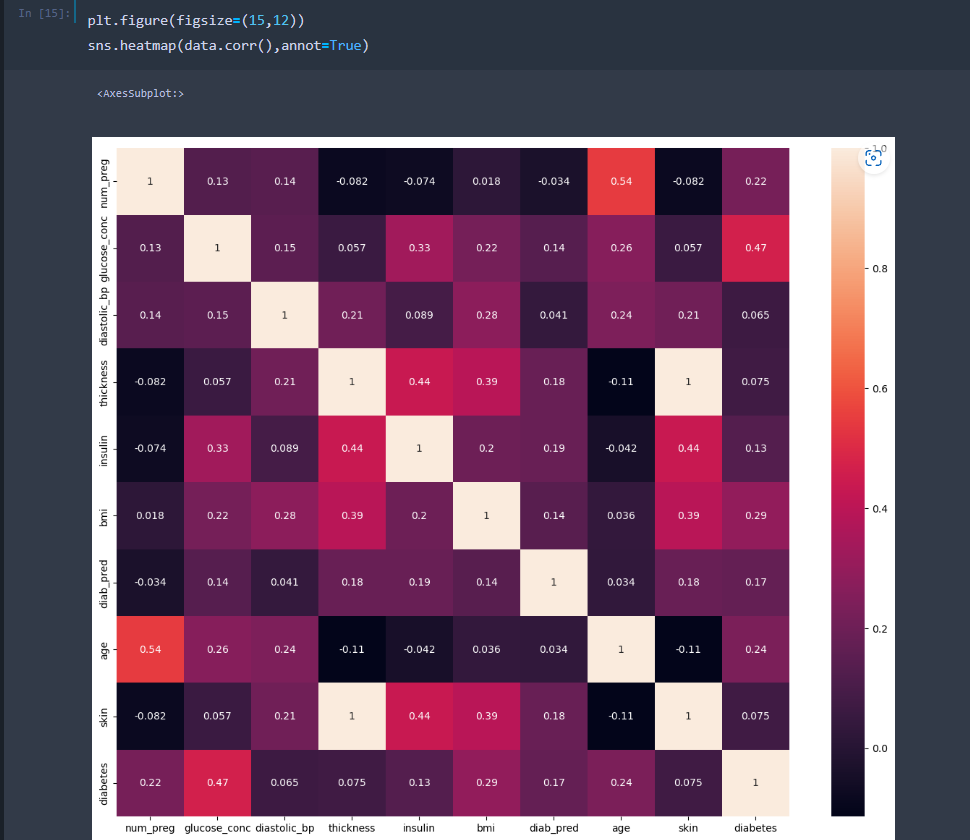 In [15]:
plt.figure(figsize=(15,12))
sns.heatmap(data.corr(),annot=True)
<AxesSubplot:>
num_preg 1 0.13 0.14 -0.082 -0.074 0.018 -0.034 0.54 -0.082 0.22
glucose_conc 0.13 1 0.15 0.057 0.33 0.22 0.14 0.26 0.057 0.47
diastolic_bp 0.14 0.15 1 0.21 0.089 0.28 0.041 0.24 0.21 0.065
thickness -0.082 0.057 0.21 1 0.44 0.39 0.18 -0.11 1 0.075
insulin -0.074 0.33 0.089 0.44 1 0.2 0.19 -0.042 0.44 0.13
bmi 0.018 0.22 0.28 0.39 0.2 1 0.14 0.036 0.39 0.29
diab_pred -0.034 0.14 0.041 0.18 0.19 0.14 1 0.034 0.18 0.17
age 0.54 0.26 0.24 -0.11 -0.042 0.036 0.034 1 -0.11 0.24
skin -0.082 0.057 0.21 1 0.44 0.39 0.18 -0.11 1 0.075
diabetes 0.22 0.47 0.065 0.075 0.13 0.29 0.17 0.24 0.075 1
num_preg glucose_conc diastolic_bp thickness insulin bmi diab_pred age skin diabetes
1.0
0.8
0.6
0.4
0.2
0.0